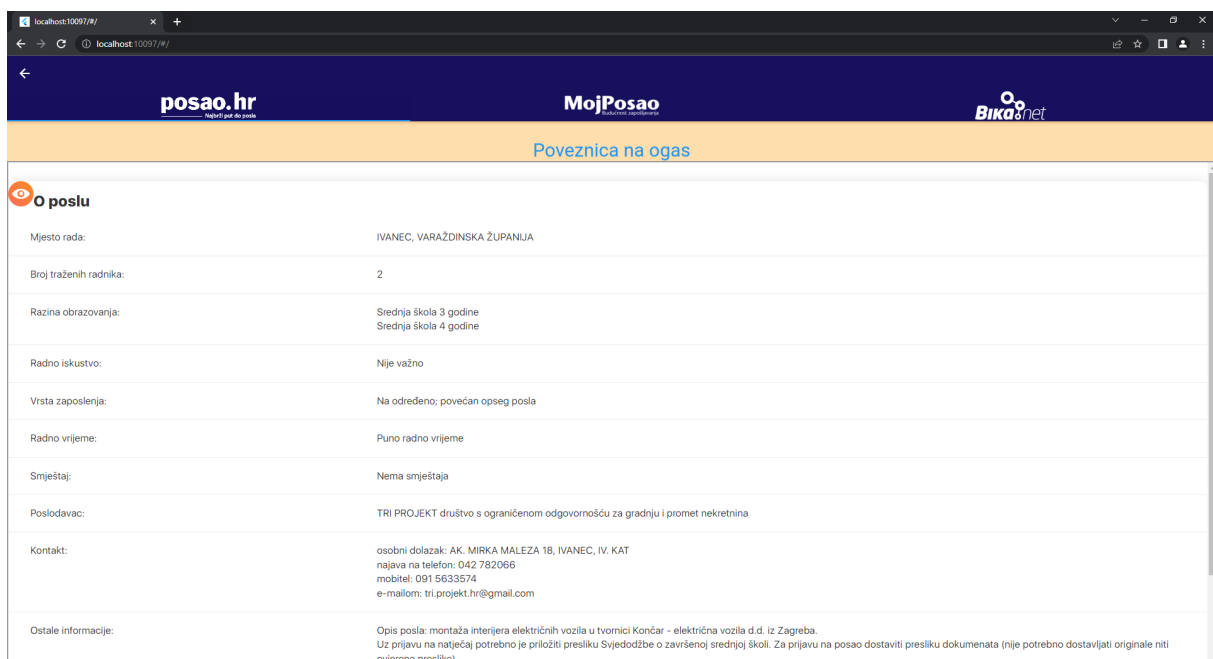 localhost:10097/#/
localhost:10097/#/
posao.hr
Najbrži put do posla
MojPosao
Budućnost zapošljavanja
Bika.net
Poveznica na ogas
O poslu
Mjesto rada: IVANEC, VARAŽDINSKA ŽUPANIJA
Broj traženih radnika: 2
Razina obrazovanja: Srednja škola 3 godine
Srednja škola 4 godine
Radno iskustvo: Nije važno
Vrsta zaposlenja: Na određeno; povećan opseg posla
Radno vrijeme: Puno radno vrijeme
Smještaj: Nema smještaja
Poslodavac: TRI PROJEKT društvo s ograničenom odgovornošću za gradnju i promet nekretnina
Kontakt: osobni dolazak: AK. MIRKA MALEZA 18, IVANEC, IV. KAT
najava na telefon: 042 782066
mobitel: 091 5633574
e-mailom: tri.projekt.hr@gmail.com
Ostale informacije: Opis posla: montaža interijera električnih vozila u tvornici Končar - električna vozila d.d. iz Zagreba.
Uz prijavu na natječaj potrebno je priložiti presliku Svjedodžbe o završenoj srednjoj školi. Za prijavu na posao dostaviti presliku dokumenata (nije potrebno dostavljati originale niti